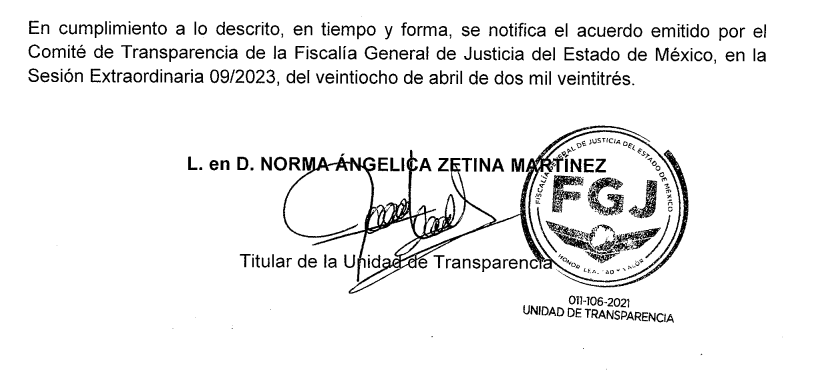 En cumplimiento a lo descrito, en tiempo y forma, se notifica el acuerdo emitido por el
Comité de Transparencia de la Fiscalía General de Justicia del Estado de México, en la
Sesión Extraordinaria 09/2023, del veintiocho de abril de dos mil veintitrés.
L. en D. NORMA ÁNGELICA ZETINA MARTÍNEZ
Titular de la Unidad de Transparencia
FISCALÍA GENERAL DE JUSTICIA DEL ESTADO DE MÉXICO
FGJ
HONOR LEALTAD Y VALOR
011-106-2021
UNIDAD DE TRANSPARENCIA